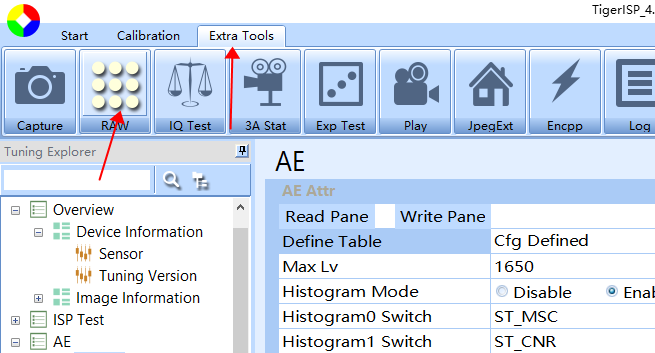 TigerISP_4.
Start Calibration Extra Tools
Capture RAW IQ Test 3A Stat Exp Test Play JpegExt Encpp Log
Tuning Explorer
AE
AE Attr
Overview
Read Pane Write Pane
Device Information
Define Table Cfg Defined
Sensor
Max Lv 1650
Tuning Version
Histogram Mode Disable Enab
Image Information
Histogram0 Switch ST_MSC
ISP Test
Histogram1 Switch ST_CNR
AE